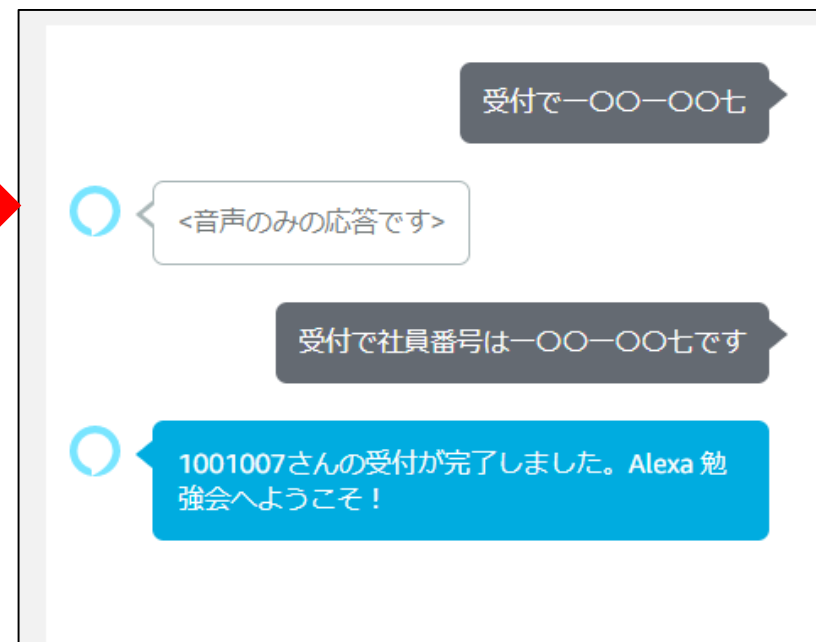 受付で一〇〇一〇〇七
<音声のみの応答です>
受付で社員番号は一〇〇一〇〇七です
1001007さんの受付が完了しました。Alexa 勉
強会へようこそ！